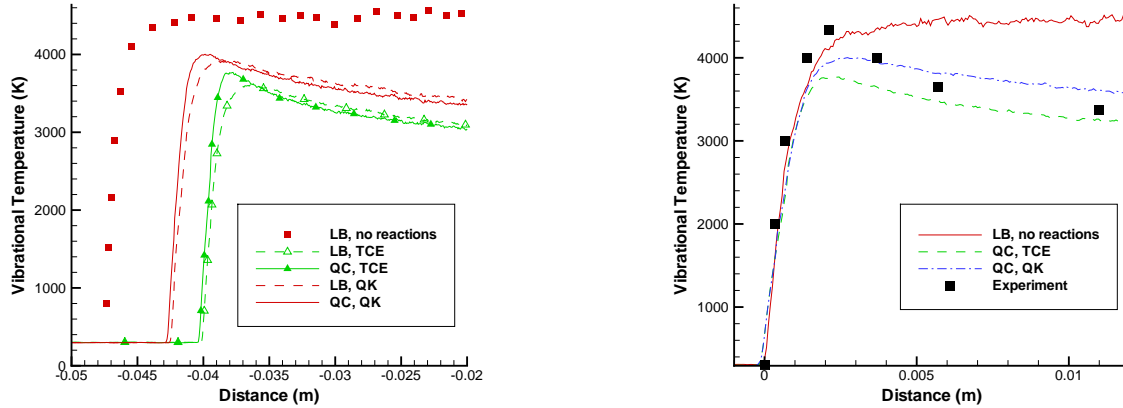 Vibrational Temperature (K)
4000
3000
2000
1000
0
-0.05
-0.045
-0.04
-0.035
-0.03
-0.025
-0.02
Distance (m)
LB, no reactions
LB, TCE
QC, TCE
LB, QK
QC, QK
Vibrational Temperature (K)
4000
3000
2000
1000
0
0.005
0.01
Distance (m)
LB, no reactions
QC, TCE
QC, QK
Experiment